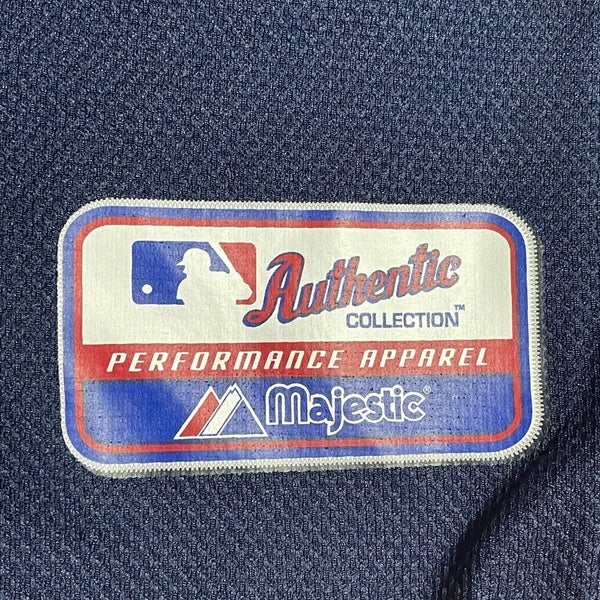 Authentic
COLLECTION™
PERFORMANCE APPAREL
Majestic®